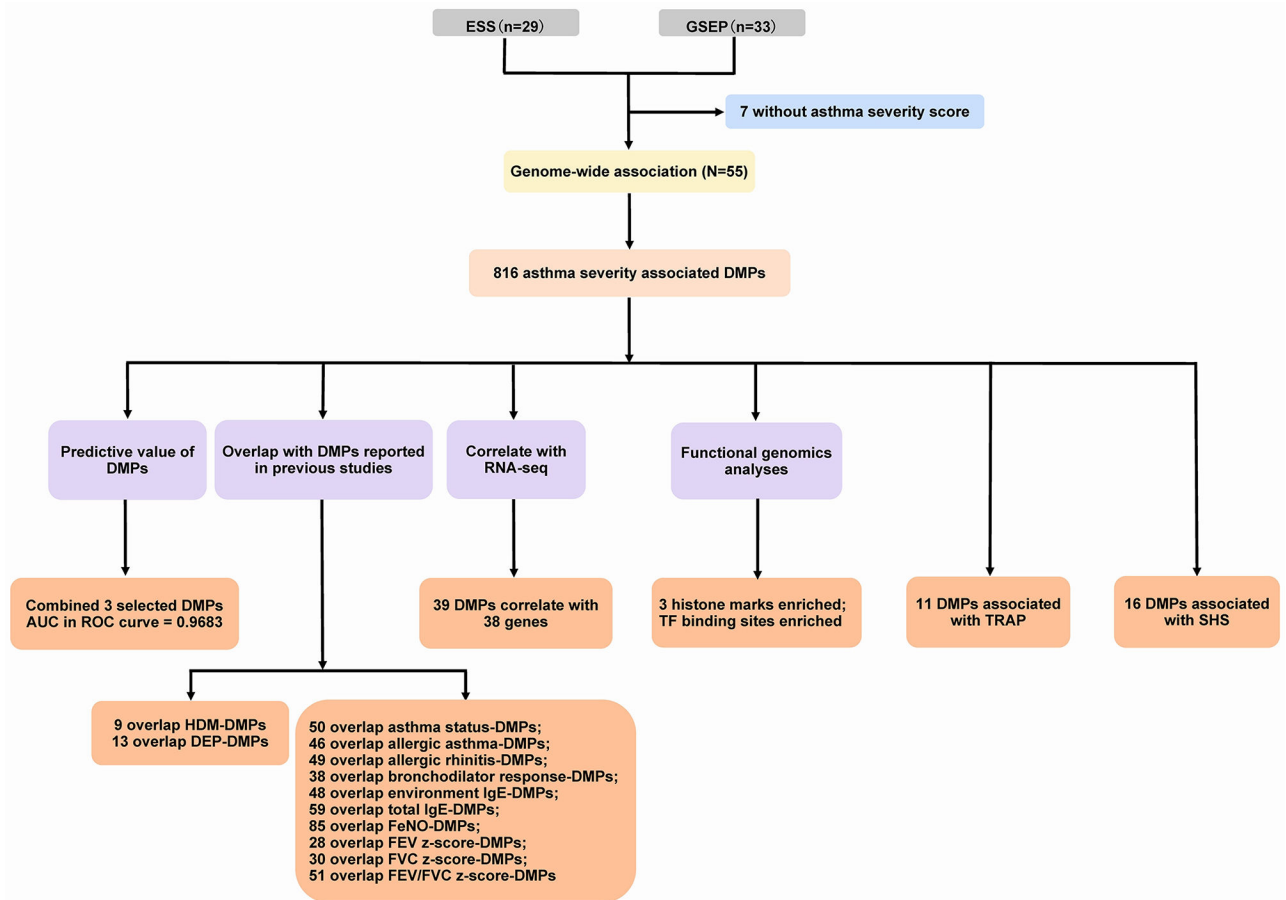 ESS(n=29)
GSEP(n=33)
7 without asthma severity score
Genome-wide association (N=55)
816 asthma severity associated DMPs
Predictive value of
DMPs
Overlap with DMPs reported
in previous studies
Correlate with
RNA-seq
Functional genomics
analyses
Combined 3 selected DMPs
AUC in ROC curve = 0.9683
39 DMPs correlate with
38 genes
3 histone marks enriched;
TF binding sites enriched
11 DMPs associated
with TRAP
16 DMPs associated
with SHS
9 overlap HDM-DMPs
13 overlap DEP-DMPs
50 overlap asthma status-DMPs;
46 overlap allergic asthma-DMPs;
49 overlap allergic rhinitis-DMPs;
38 overlap bronchodilator response-DMPs;
48 overlap environment IgE-DMPs;
59 overlap total IgE-DMPs;
85 overlap FeNO-DMPs;
28 overlap FEV z-score-DMPs;
30 overlap FVC z-score-DMPs;
51 overlap FEV/FVC z-score-DMPs